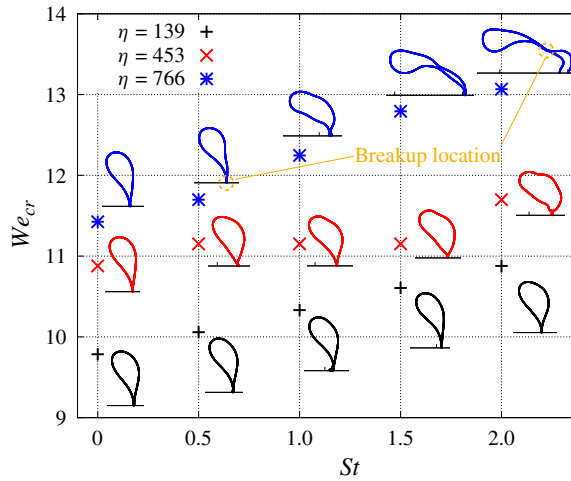 14
η = 139
η = 453
η = 766
13
Breakup location
12
We_cr
11
10
9
0
0.5
1.0
1.5
2.0
St